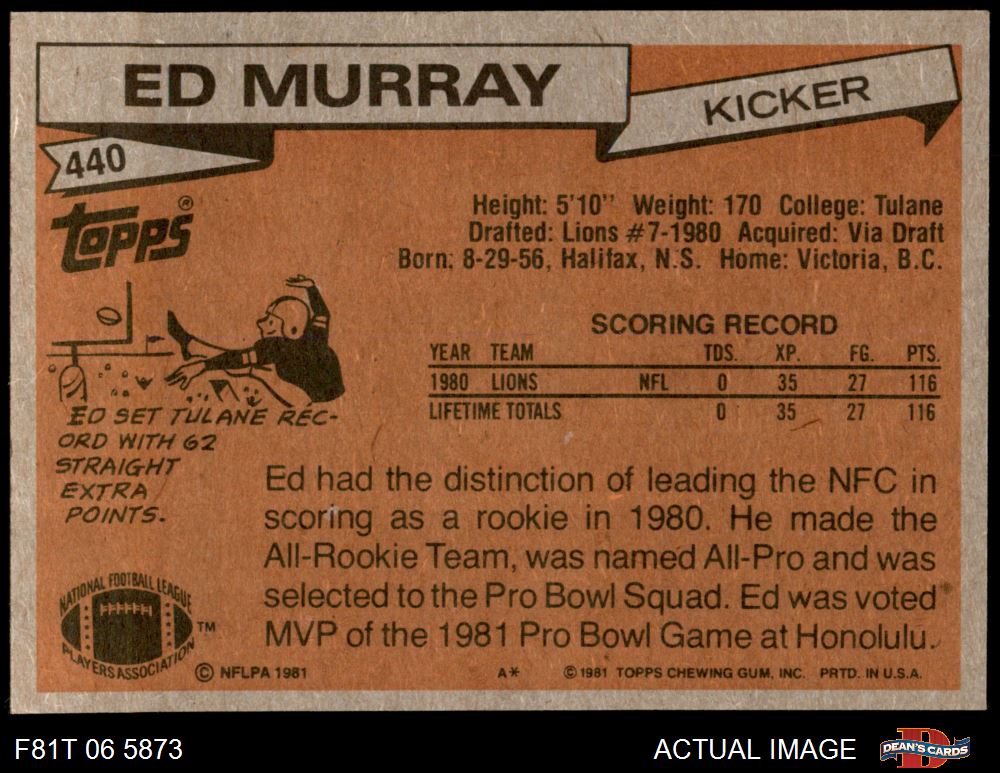 ED MURRAY
KICKER
440
TOPPS®
Height: 5'10'' Weight: 170 College: Tulane
Drafted: Lions #7-1980 Acquired: Via Draft
Born: 8-29-56, Halifax, N.S. Home: Victoria, B.C.
SCORING RECORD
YEAR TEAM TDS. XP. FG. PTS.
1980 LIONS NFL 0 35 27 116
LIFETIME TOTALS 0 35 27 116
ED SET TULANE REC-
ORD WITH 62
STRAIGHT
EXTRA
POINTS.
Ed had the distinction of leading the NFC in
scoring as a rookie in 1980. He made the
All-Rookie Team, was named All-Pro and was
selected to the Pro Bowl Squad. Ed was voted
MVP of the 1981 Pro Bowl Game at Honolulu.
NATIONAL FOOTBALL LEAGUE
PLAYERS ASSOCIATION
TM
© NFLPA 1981
A*
© 1981 TOPPS CHEWING GUM, INC. PRTD. IN U.S.A.
F81T 06 5873
ACTUAL IMAGE
DEAN'S CARDS